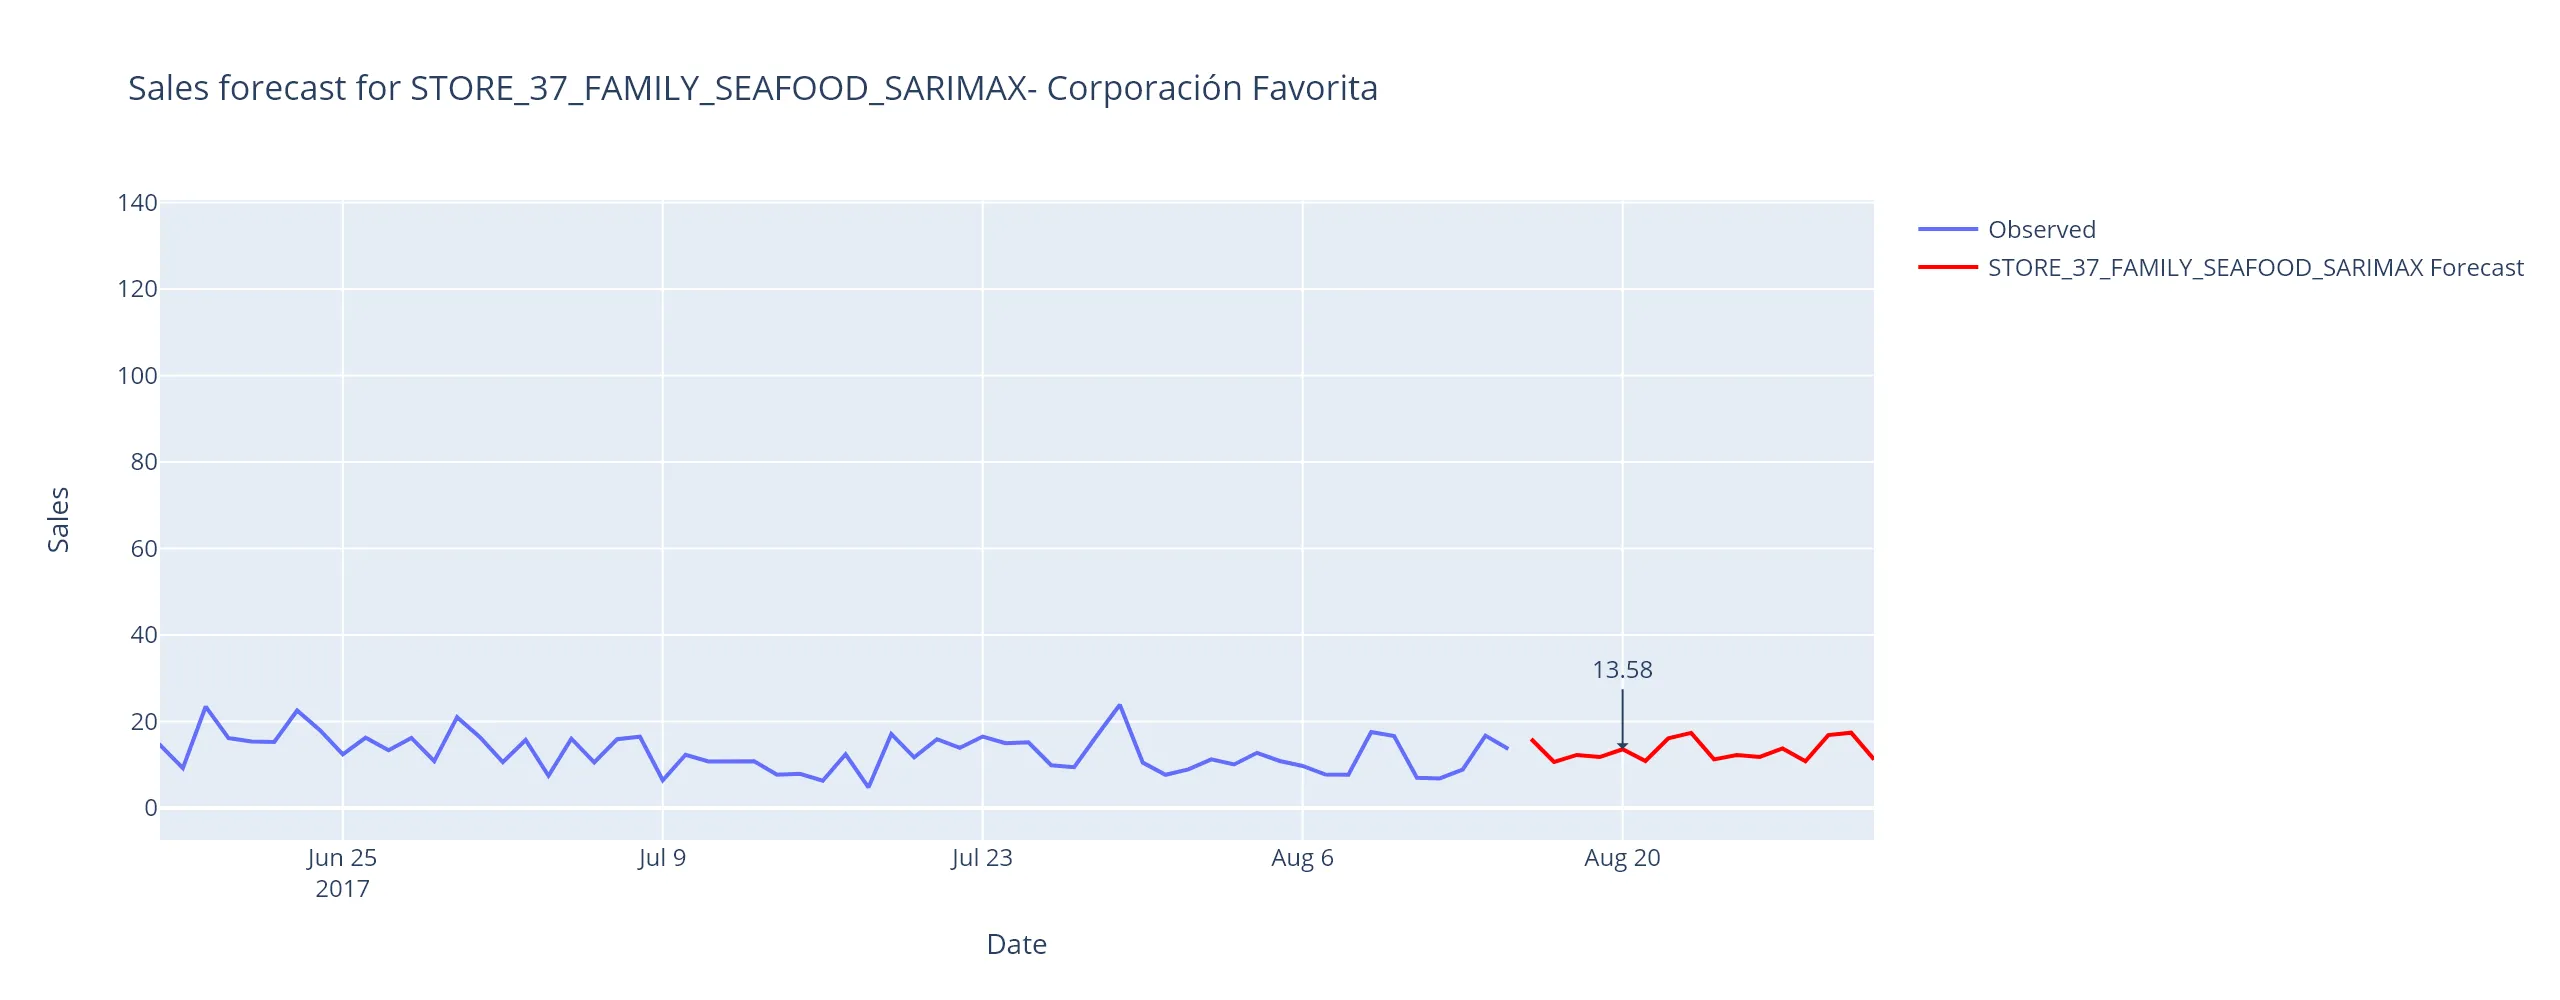 Sales forecast for STORE_37_FAMILY_SEAFOOD_SARIMAX- Corporación Favorita
140
120
100
80
60
40
20
0
Sales
13.58
Jun 25
2017
Jul 9
Jul 23
Aug 6
Aug 20
Date
Observed
STORE_37_FAMILY_SEAFOOD_SARIMAX Forecast